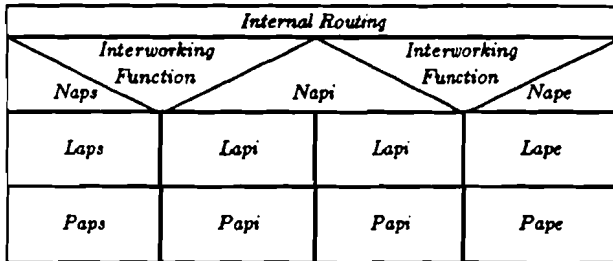 Internal Routing
Interworking Interworking
Function Function
Naps Napi Nape
Laps Lapi Lapi Lape
Paps Papi Papi Pape